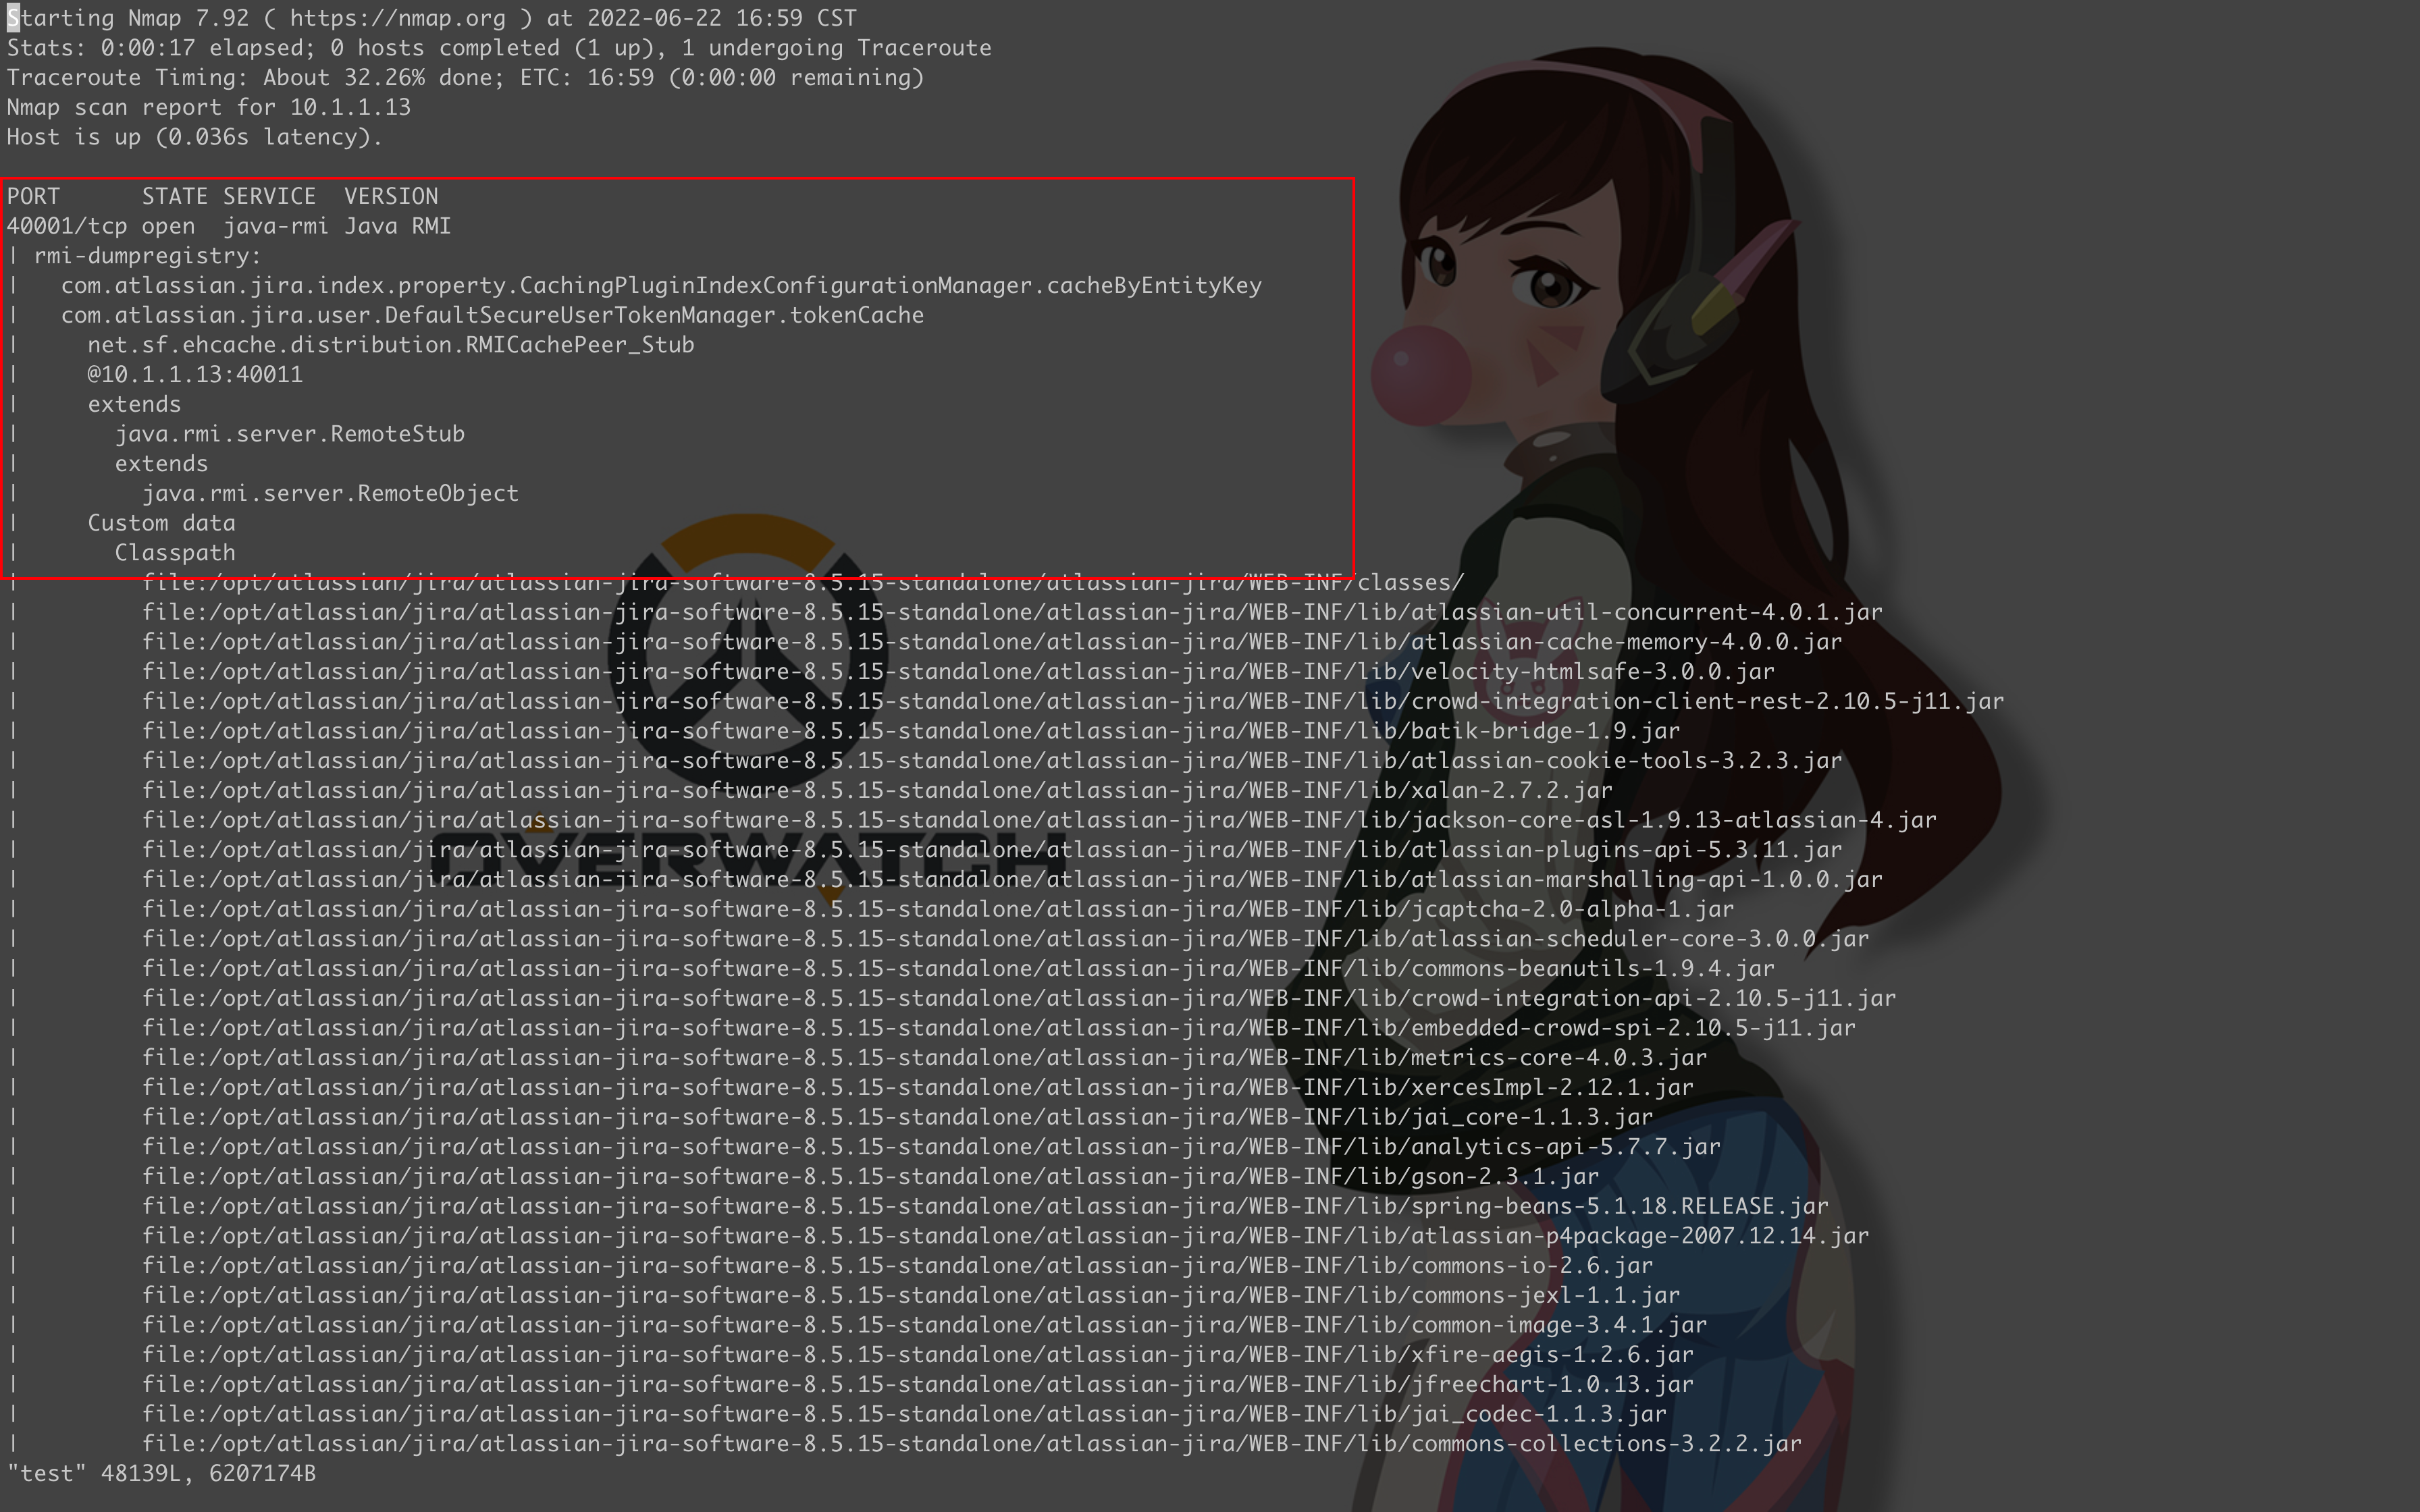 Starting Nmap 7.92 ( https://nmap.org ) at 2022-06-22 16:59 CST
Stats: 0:00:17 elapsed; 0 hosts completed (1 up), 1 undergoing Traceroute
Traceroute Timing: About 32.26% done; ETC: 16:59 (0:00:00 remaining)
Nmap scan report for 10.1.1.13
Host is up (0.036s latency).
PORT      STATE SERVICE  VERSION
40001/tcp open  java-rmi Java RMI
| rmi-dumpregistry:
|   com.atlassian.jira.index.property.CachingPluginIndexConfigurationManager.cacheByEntityKey
|   com.atlassian.jira.user.DefaultSecureUserTokenManager.tokenCache
|     net.sf.ehcache.distribution.RMICachePeer_Stub
|     @10.1.1.13:40011
|     extends
|       java.rmi.server.RemoteStub
|       extends
|         java.rmi.server.RemoteObject
|     Custom data
|       Classpath
|         file:/opt/atlassian/jira/atlassian-jira-software-8.5.15-standalone/atlassian-jira/WEB-INF/classes/
|         file:/opt/atlassian/jira/atlassian-jira-software-8.5.15-standalone/atlassian-jira/WEB-INF/lib/atlassian-util-concurrent-4.0.1.jar
|         file:/opt/atlassian/jira/atlassian-jira-software-8.5.15-standalone/atlassian-jira/WEB-INF/lib/atlassian-cache-memory-4.0.0.jar
|         file:/opt/atlassian/jira/atlassian-jira-software-8.5.15-standalone/atlassian-jira/WEB-INF/lib/velocity-htmlsafe-3.0.0.jar
|         file:/opt/atlassian/jira/atlassian-jira-software-8.5.15-standalone/atlassian-jira/WEB-INF/lib/crowd-integration-client-rest-2.10.5-j11.jar
|         file:/opt/atlassian/jira/atlassian-jira-software-8.5.15-standalone/atlassian-jira/WEB-INF/lib/batik-bridge-1.9.jar
|         file:/opt/atlassian/jira/atlassian-jira-software-8.5.15-standalone/atlassian-jira/WEB-INF/lib/atlassian-cookie-tools-3.2.3.jar
|         file:/opt/atlassian/jira/atlassian-jira-software-8.5.15-standalone/atlassian-jira/WEB-INF/lib/xalan-2.7.2.jar
|         file:/opt/atlassian/jira/atlassian-jira-software-8.5.15-standalone/atlassian-jira/WEB-INF/lib/jackson-core-asl-1.9.13-atlassian-4.jar
|         file:/opt/atlassian/jira/atlassian-jira-software-8.5.15-standalone/atlassian-jira/WEB-INF/lib/atlassian-plugins-api-5.3.11.jar
OVERWATCH
|         file:/opt/atlassian/jira/atlassian-jira-software-8.5.15-standalone/atlassian-jira/WEB-INF/lib/atlassian-marshalling-api-1.0.0.jar
|         file:/opt/atlassian/jira/atlassian-jira-software-8.5.15-standalone/atlassian-jira/WEB-INF/lib/jcaptcha-2.0-alpha-1.jar
|         file:/opt/atlassian/jira/atlassian-jira-software-8.5.15-standalone/atlassian-jira/WEB-INF/lib/atlassian-scheduler-core-3.0.0.jar
|         file:/opt/atlassian/jira/atlassian-jira-software-8.5.15-standalone/atlassian-jira/WEB-INF/lib/commons-beanutils-1.9.4.jar
|         file:/opt/atlassian/jira/atlassian-jira-software-8.5.15-standalone/atlassian-jira/WEB-INF/lib/crowd-integration-api-2.10.5-j11.jar
|         file:/opt/atlassian/jira/atlassian-jira-software-8.5.15-standalone/atlassian-jira/WEB-INF/lib/embedded-crowd-spi-2.10.5-j11.jar
|         file:/opt/atlassian/jira/atlassian-jira-software-8.5.15-standalone/atlassian-jira/WEB-INF/lib/metrics-core-4.0.3.jar
|         file:/opt/atlassian/jira/atlassian-jira-software-8.5.15-standalone/atlassian-jira/WEB-INF/lib/xercesImpl-2.12.1.jar
|         file:/opt/atlassian/jira/atlassian-jira-software-8.5.15-standalone/atlassian-jira/WEB-INF/lib/jai_core-1.1.3.jar
|         file:/opt/atlassian/jira/atlassian-jira-software-8.5.15-standalone/atlassian-jira/WEB-INF/lib/analytics-api-5.7.7.jar
|         file:/opt/atlassian/jira/atlassian-jira-software-8.5.15-standalone/atlassian-jira/WEB-INF/lib/gson-2.3.1.jar
|         file:/opt/atlassian/jira/atlassian-jira-software-8.5.15-standalone/atlassian-jira/WEB-INF/lib/spring-beans-5.1.18.RELEASE.jar
|         file:/opt/atlassian/jira/atlassian-jira-software-8.5.15-standalone/atlassian-jira/WEB-INF/lib/atlassian-p4package-2007.12.14.jar
|         file:/opt/atlassian/jira/atlassian-jira-software-8.5.15-standalone/atlassian-jira/WEB-INF/lib/commons-io-2.6.jar
|         file:/opt/atlassian/jira/atlassian-jira-software-8.5.15-standalone/atlassian-jira/WEB-INF/lib/commons-jexl-1.1.jar
|         file:/opt/atlassian/jira/atlassian-jira-software-8.5.15-standalone/atlassian-jira/WEB-INF/lib/common-image-3.4.1.jar
|         file:/opt/atlassian/jira/atlassian-jira-software-8.5.15-standalone/atlassian-jira/WEB-INF/lib/xfire-aegis-1.2.6.jar
|         file:/opt/atlassian/jira/atlassian-jira-software-8.5.15-standalone/atlassian-jira/WEB-INF/lib/jfreechart-1.0.13.jar
|         file:/opt/atlassian/jira/atlassian-jira-software-8.5.15-standalone/atlassian-jira/WEB-INF/lib/jai_codec-1.1.3.jar
|         file:/opt/atlassian/jira/atlassian-jira-software-8.5.15-standalone/atlassian-jira/WEB-INF/lib/commons-collections-3.2.2.jar
"test" 48139L, 6207174B